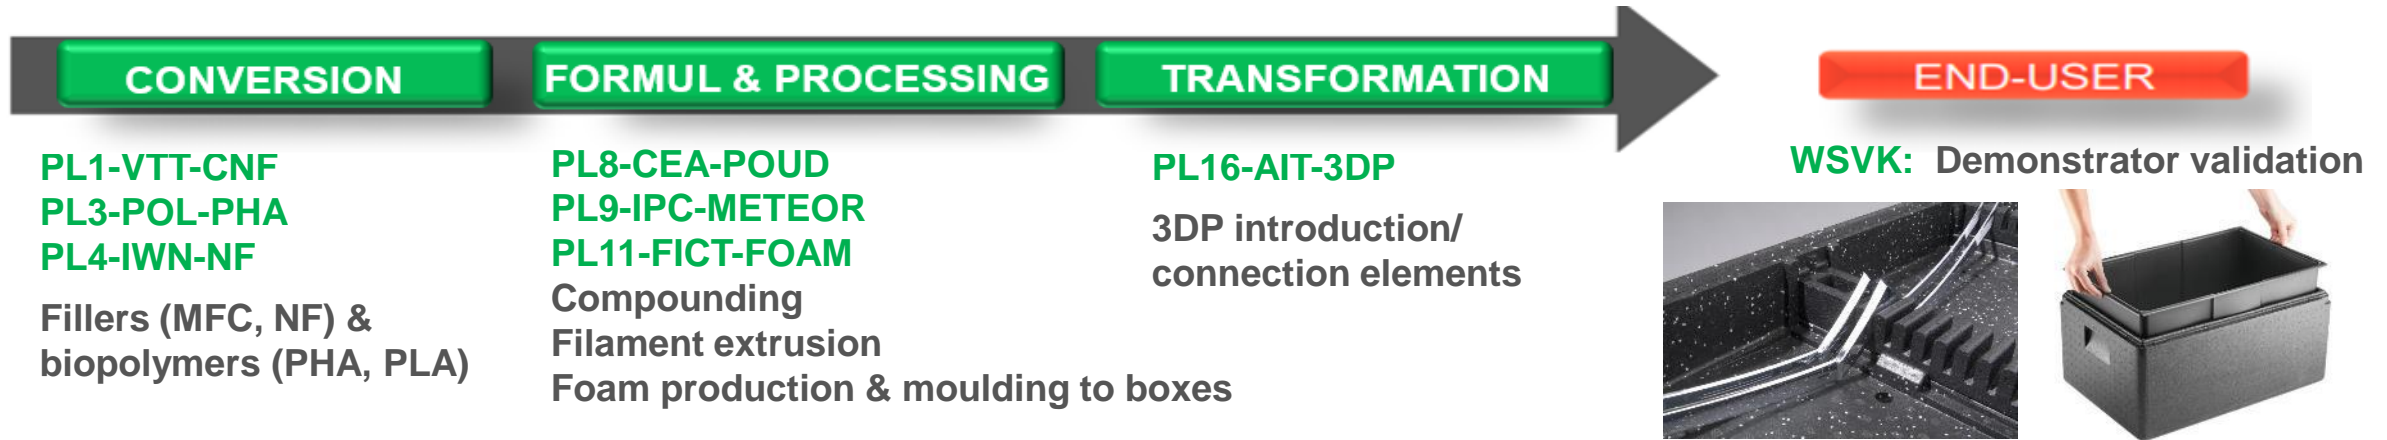 CONVERSION
FORMUL & PROCESSING
TRANSFORMATION
END-USER
PL1-VTT-CNF
PL3-POL-PHA
PL4-IWN-NF
Fillers (MFC, NF) &
biopolymers (PHA, PLA)
PL8-CEA-POUD
PL9-IPC-METEOR
PL11-FICT-FOAM
Compounding
Filament extrusion
Foam production & moulding to boxes
PL16-AIT-3DP
3DP introduction/
connection elements
WSVK: Demonstrator validation